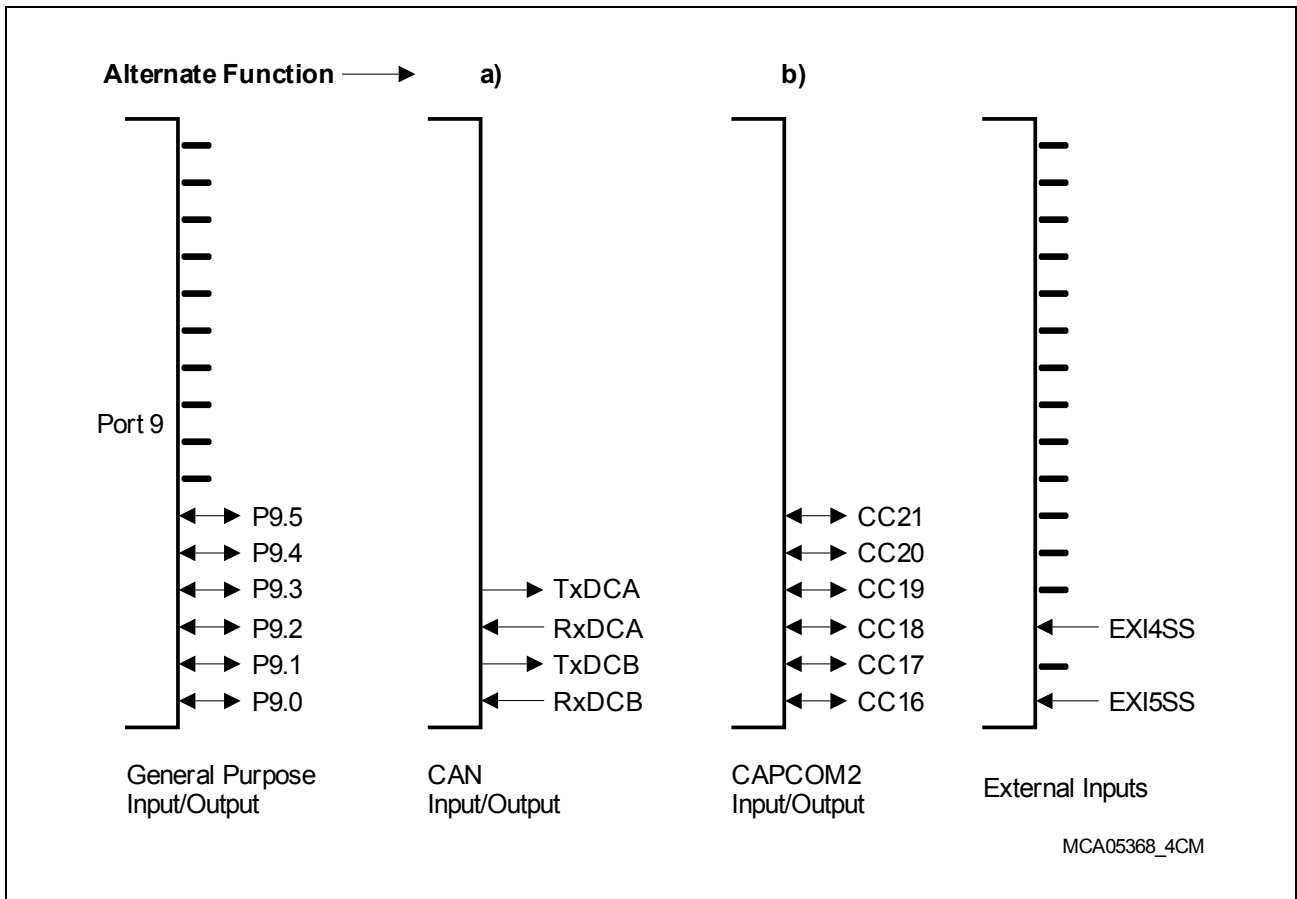 Alternate Function a) b)
Port 9
P9.5
P9.4
P9.3
P9.2
P9.1
P9.0
General Purpose
Input/Output
TxDCA
RxDCA
TxDCB
RxDCB
CAN
Input/Output
CC21
CC20
CC19
CC18
CC17
CC16
CAPCOM2
Input/Output
EXI4SS
EXI5SS
External Inputs
MCA05368_4CM